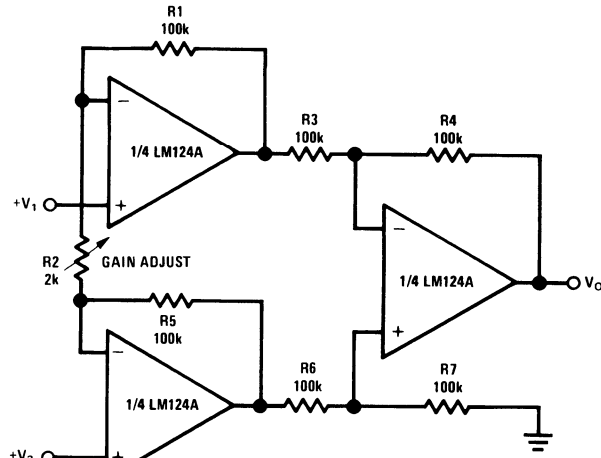 R1
100k
1/4 LM124A
+V1
R2
2k
GAIN ADJUST
R3
100k
R4
100k
1/4 LM124A
VO
R5
100k
1/4 LM124A
R6
100k
R7
100k